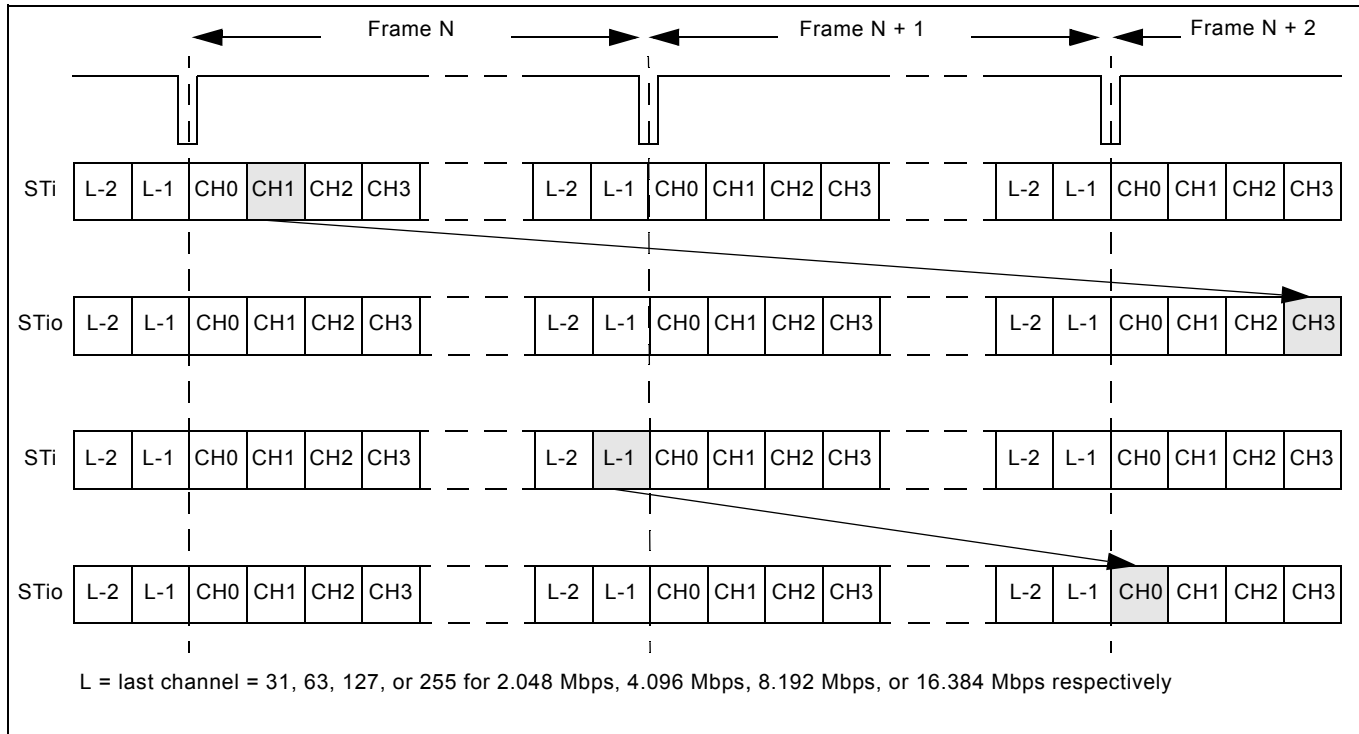 Frame N Frame N + 1 Frame N + 2
STi L-2 L-1 CH0 CH1 CH2 CH3 L-2 L-1 CH0 CH1 CH2 CH3 L-2 L-1 CH0 CH1 CH2 CH3
STio L-2 L-1 CH0 CH1 CH2 CH3 L-2 L-1 CH0 CH1 CH2 CH3 L-2 L-1 CH0 CH1 CH2 CH3
STi L-2 L-1 CH0 CH1 CH2 CH3 L-2 L-1 CH0 CH1 CH2 CH3 L-2 L-1 CH0 CH1 CH2 CH3
STio L-2 L-1 CH0 CH1 CH2 CH3 L-2 L-1 CH0 CH1 CH2 CH3 L-2 L-1 CH0 CH1 CH2 CH3
L = last channel = 31, 63, 127, or 255 for 2.048 Mbps, 4.096 Mbps, 8.192 Mbps, or 16.384 Mbps respectively